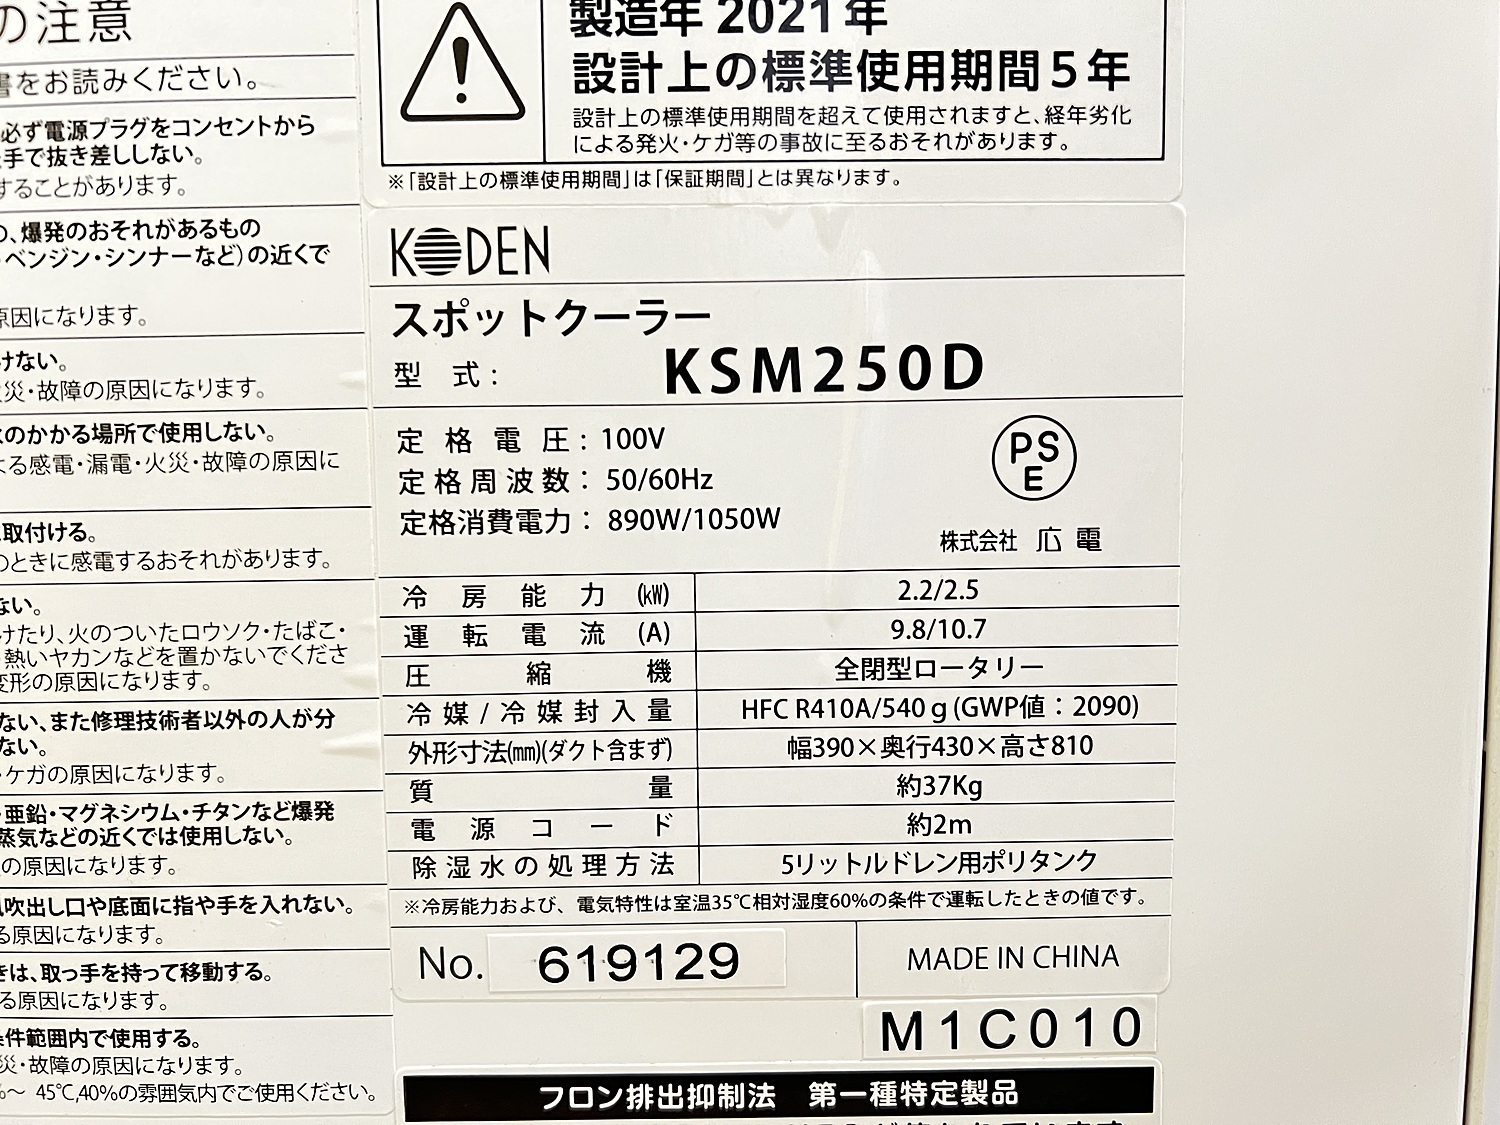 の注意
書をお読みください。
必ず電源プラグをコンセントから
手で抜き差ししない。
することがあります。
、爆発のおそれがあるもの
ベンジン・シンナーなど)の近くで
原因になります。
けない。
災・故障の原因になります。
のかかる場所で使用しない。
よる感電・漏電・火災・故障の原因に
取付ける。
のときに感電するおそれがあります。
ない。
けたり、火のついたロウソク・たばこ・
熱いヤカンなどを置かないでくださ
変形の原因になります。
ない、また修理技術者以外の人が分
ない。
・ケガの原因になります。
・亜鉛・マグネシウム・チタンなど爆発
蒸気などの近くでは使用しない。
の原因になります。
吹出し口や底面に指や手を入れない。
る原因になります。
きは、取っ手を持って移動する。
る原因になります。
条件範囲内で使用する。
災・故障の原因になります。
%～ 45℃,40%の雰囲気内でご使用ください。
製造年 2021年
設計上の標準使用期間5年
設計上の標準使用期間を超えて使用されますと、経年劣化
による発火・ケガ等の事故に至るおそれがあります。
※「設計上の標準使用期間」は「保証期間」とは異なります。
KODEN
スポットクーラー
型式: KSM250D
定格電圧: 100V
定格周波数: 50/60Hz
定格消費電力: 890W/1050W
PS
E
株式会社 広電
冷房能力(kW) 2.2/2.5
運転電流(A) 9.8/10.7
圧縮機 全閉型ロータリー
冷媒/冷媒封入量 HFC R410A/540g(GWP値:2090)
外形寸法(mm)(ダクト含まず) 幅390×奥行430×高さ810
質量 約37Kg
電源コード 約2m
除湿水の処理方法 5リットルドレン用ポリタンク
※冷房能力および、電気特性は室温35℃相対湿度60%の条件で運転したときの値です。
No. 619129 MADE IN CHINA
M1C010
フロン排出抑制法 第一種特定製品